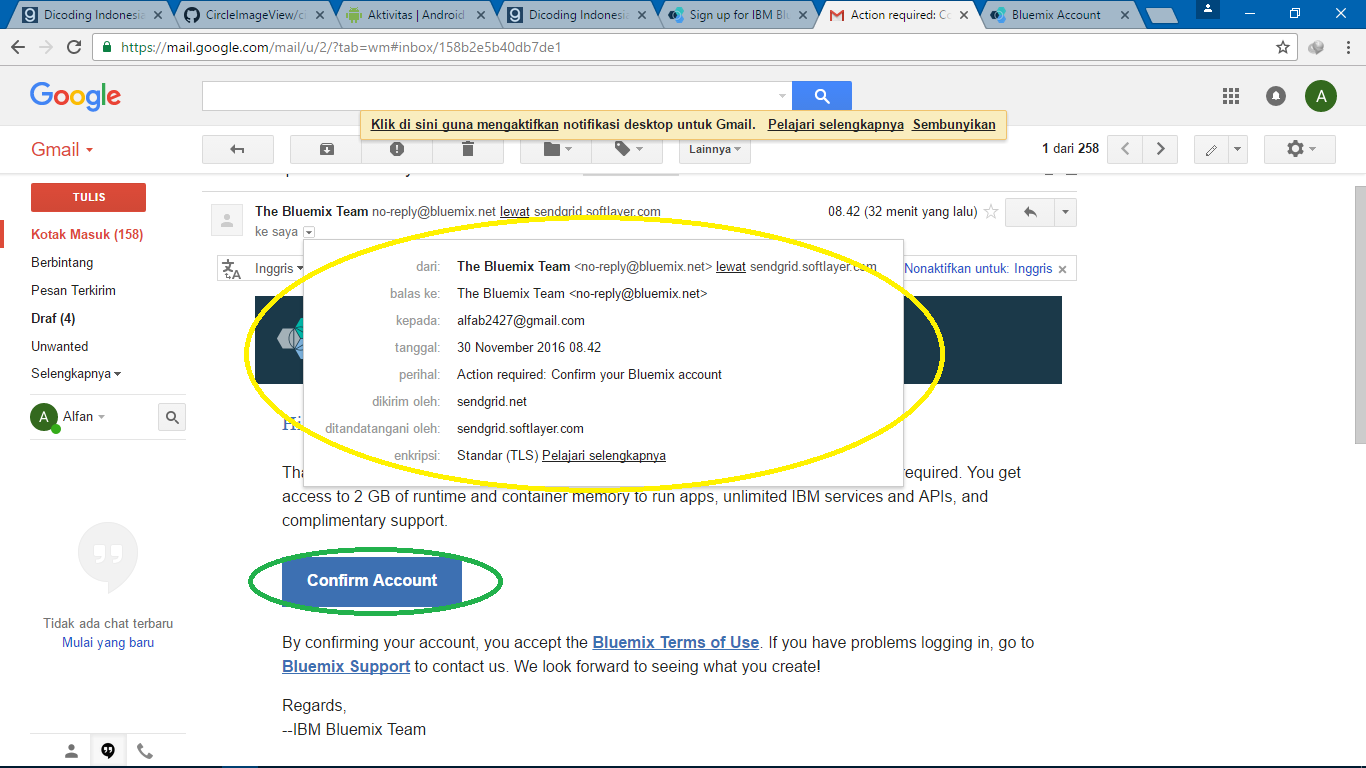 Dicoding Indonesia
CircleImageView/ci
Aktivitas | Android
Dicoding Indonesia
Sign up for IBM Blu
Action required: Co
Bluemix Account
https://mail.google.com/mail/u/2/?tab=wm#inbox/158b2e5b40db7de1
Google
A
Klik di sini guna mengaktifkan notifikasi desktop untuk Gmail. Pelajari selengkapnya Sembunyikan
Gmail
Lainnya
1 dari 258
TULIS
The Bluemix Team no-reply@bluemix.net lewat sendgrid.softlayer.com
08.42 (32 menit yang lalu)
ke saya
Kotak Masuk (158)
Berbintang
Pesan Terkirim
Draf (4)
Unwanted
Selengkapnya
A Alfan
Inggris
Nonaktifkan untuk: Inggris
dari: The Bluemix Team <no-reply@bluemix.net> lewat sendgrid.softlayer.com
balas ke: The Bluemix Team <no-reply@bluemix.net>
kepada: alfab2427@gmail.com
tanggal: 30 November 2016 08.42
perihal: Action required: Confirm your Bluemix account
dikirim oleh: sendgrid.net
ditandatangani oleh: sendgrid.softlayer.com
enkripsi: Standar (TLS) Pelajari selengkapnya
Hi
required. You get
access to 2 GB of runtime and container memory to run apps, unlimited IBM services and APIs, and
complimentary support.
Confirm Account
By confirming your account, you accept the Bluemix Terms of Use. If you have problems logging in, go to
Bluemix Support to contact us. We look forward to seeing what you create!
Regards,
--IBM Bluemix Team
Tidak ada chat terbaru
Mulai yang baru